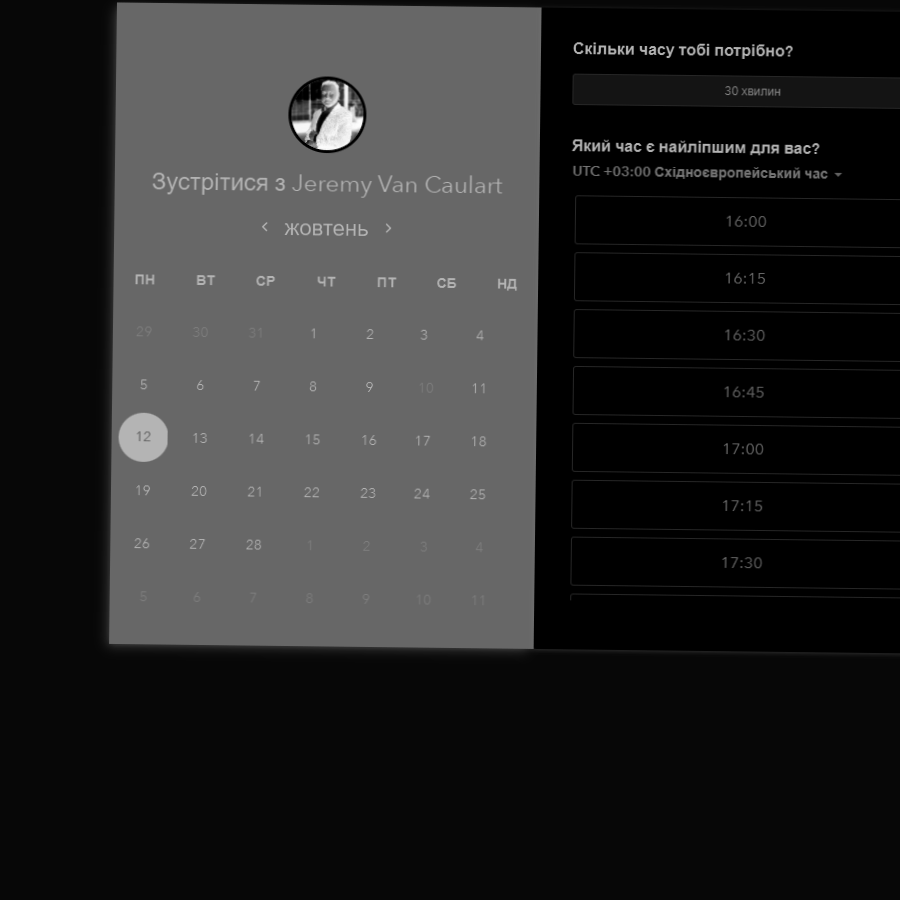 Зустрітися з Jeremy Van Caulart
жовтень
ПН ВТ СР ЧТ ПТ СБ НД
29 30 31 1 2 3 4
5 6 7 8 9 10 11
12 13 14 15 16 17 18
19 20 21 22 23 24 25
26 27 28 1 2 3 4
5 6 7 8 9 10 11
Скільки часу тобі потрібно?
30 хвилин
Який час є найліпшим для вас?
UTC +03:00 Східноєвропейський час
16:00
16:15
16:30
16:45
17:00
17:15
17:30